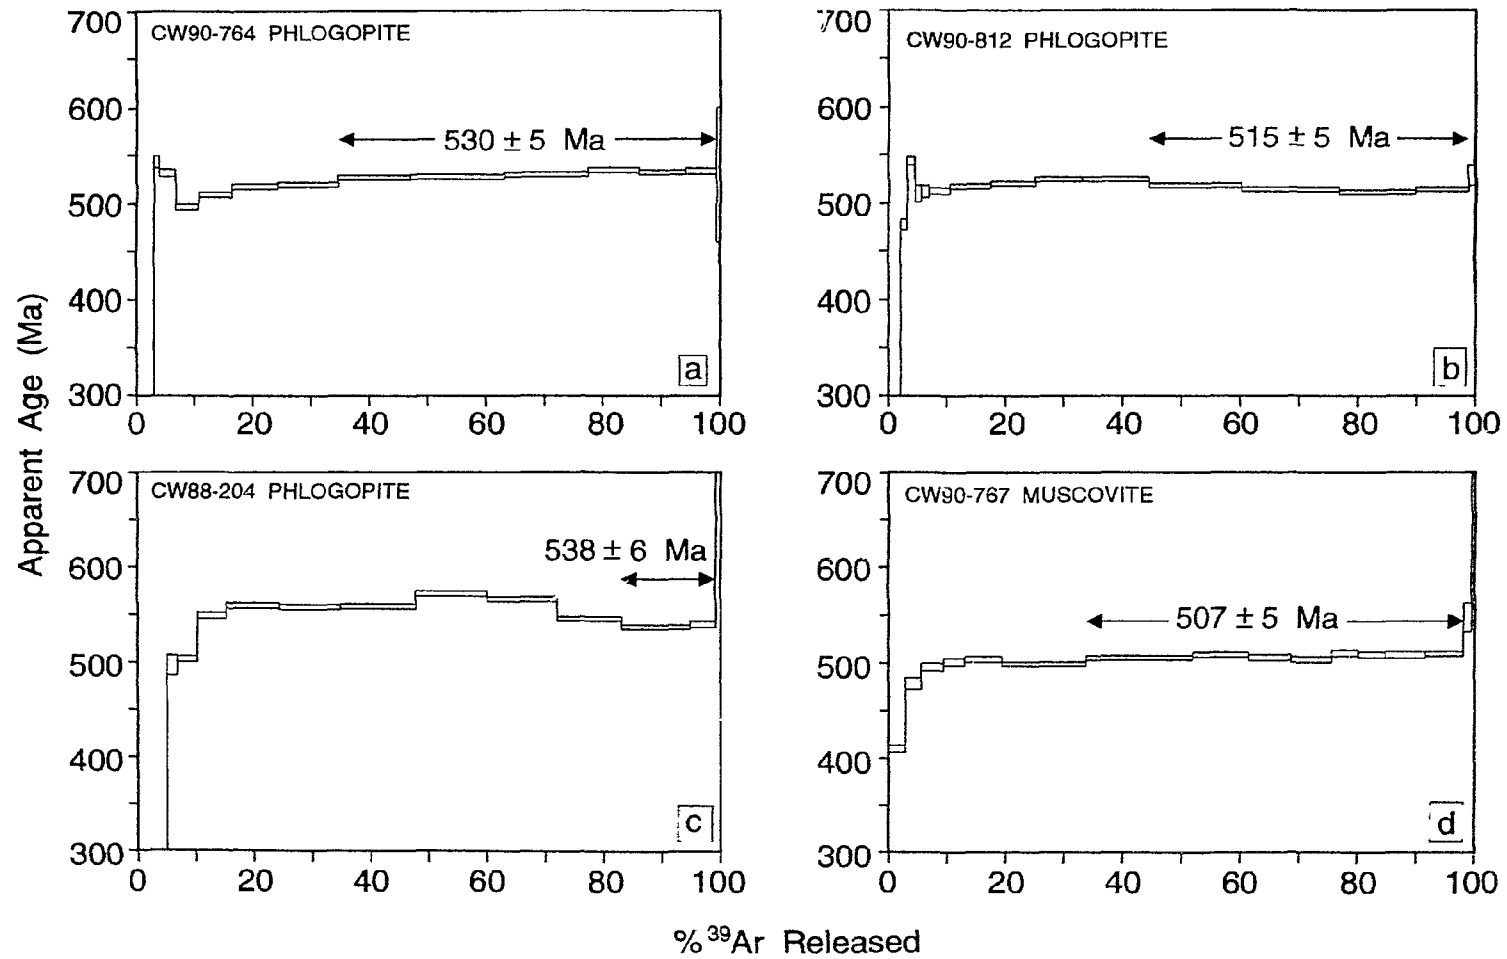 CW90-764 PHLOGOPITE
530 ± 5 Ma
700
600
500
400
300
a
0 20 40 60 80 100
CW90-812 PHLOGOPITE
515 ± 5 Ma
700
600
500
400
300
b
0 20 40 60 80 100
Apparent Age (Ma)
CW88-204 PHLOGOPITE
538 ± 6 Ma
700
600
500
400
300
c
0 20 40 60 80 100
CW90-767 MUSCOVITE
507 ± 5 Ma
700
600
500
400
300
d
0 20 40 60 80 100
% ³⁹Ar Released